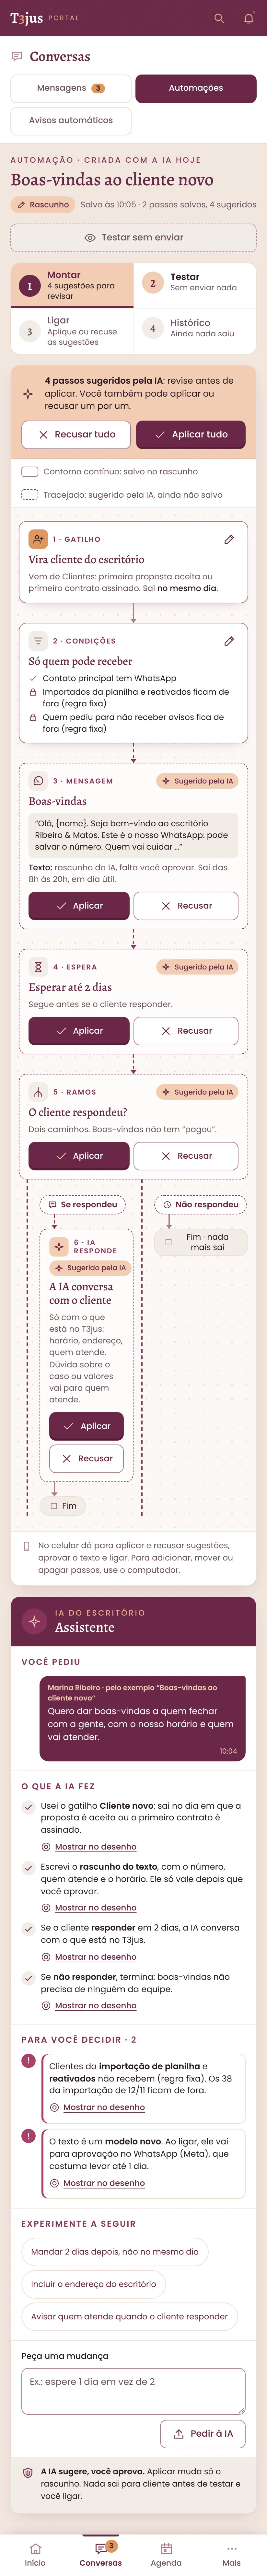 T3jus PORTAL
Conversas
Mensagens 3
Automações
Avisos automáticos
AUTOMAÇÃO · CRIADA COM A IA HOJE
Boas-vindas ao cliente novo
Rascunho
Salvo às 10:05 · 2 passos salvos, 4 sugeridos
Testar sem enviar
1
Montar
4 sugestões para
revisar
2
Testar
Sem enviar nada
3
Ligar
Aplique ou recuse
as sugestões
4
Histórico
Ainda nada saiu
4 passos sugeridos pela IA: revise antes de
aplicar. Você também pode aplicar ou
recusar um por um.
Recusar tudo
Aplicar tudo
Contorno contínuo: salvo no rascunho
Tracejado: sugerido pela IA, ainda não salvo
1 · GATILHO
Vira cliente do escritório
Vem de Clientes: primeira proposta aceita ou
primeiro contrato assinado. Sai no mesmo dia.
2 · CONDIÇÕES
Só quem pode receber
Contato principal tem WhatsApp
Importados da planilha e reativados ficam de
fora (regra fixa)
Quem pediu para não receber avisos fica de
fora (regra fixa)
3 · MENSAGEM
Sugerido pela IA
Boas-vindas
“Olá, {nome}. Seja bem-vindo ao escritório
Ribeiro & Matos. Este é o nosso WhatsApp: pode
salvar o número. Quem vai cuidar …”
Texto: rascunho da IA, falta você aprovar. Sai das
8h às 20h, em dia útil.
Aplicar
Recusar
4 · ESPERA
Sugerido pela IA
Esperar até 2 dias
Segue antes se o cliente responder.
Aplicar
Recusar
5 · RAMOS
Sugerido pela IA
O cliente respondeu?
Dois caminhos. Boas-vindas não tem “pagou”.
Aplicar
Recusar
Se respondeu
Não respondeu
6 · IA
RESPONDE
Sugerido pela IA
A IA conversa
com o cliente
Só com o que
está no T3jus:
horário, endereço,
quem atende.
Dúvida sobre o
caso ou valores
vai para quem
atende.
Aplicar
Recusar
Fim
Fim · nada
mais sai
No celular dá para aplicar e recusar sugestões,
aprovar o texto e ligar. Para adicionar, mover ou
apagar passos, use o computador.
IA DO ESCRITÓRIO
Assistente
VOCÊ PEDIU
Marina Ribeiro · pelo exemplo “Boas-vindas ao
cliente novo”
Quero dar boas-vindas a quem fechar
com a gente, com o nosso horário e quem
vai atender.
10:04
O QUE A IA FEZ
Usei o gatilho Cliente novo: sai no dia em que a
proposta é aceita ou o primeiro contrato é
assinado.
Mostrar no desenho
Escrevi o rascunho do texto, com o número,
quem atende e o horário. Ele só vale depois que
você aprovar.
Mostrar no desenho
Se o cliente responder em 2 dias, a IA conversa
com o que está no T3jus.
Mostrar no desenho
Se não responder, termina: boas-vindas não
precisa de ninguém da equipe.
Mostrar no desenho
PARA VOCÊ DECIDIR · 2
Clientes da importação de planilha e
reativados não recebem (regra fixa). Os 38
da importação de 12/11 ficam de fora.
Mostrar no desenho
O texto é um modelo novo. Ao ligar, ele vai
para aprovação no WhatsApp (Meta), que
costuma levar até 1 dia.
Mostrar no desenho
EXPERIMENTE A SEGUIR
Mandar 2 dias depois, não no mesmo dia
Incluir o endereço do escritório
Avisar quem atende quando o cliente responder
Peça uma mudança
Ex.: espere 1 dia em vez de 2
Pedir à IA
A IA sugere, você aprova. Aplicar muda só o
rascunho. Nada sai para cliente antes de testar e
você ligar.
Início
Conversas
3
Agenda
Mais